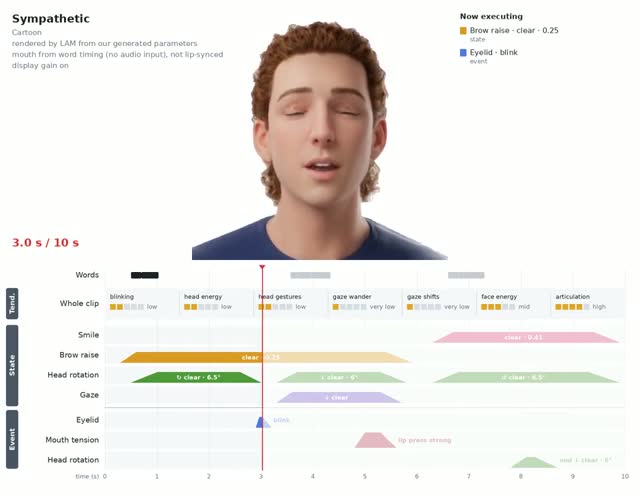 Sympathetic
Cartoon
rendered by LAM from our generated parameters
mouth from word timing (no audio input), not lip-synced
display gain on
Now executing
Brow raise · clear · 0.25
state
Eyelid · blink
event
3.0 s / 10 s
Words
Tend.
Whole clip
blinking
low
head energy
low
head gestures
low
gaze wander
very low
gaze shifts
very low
face energy
mid
articulation
high
State
Smile
clear · 0.41
Brow raise
clear · 0.25
Head rotation
↻ clear · 6.5°
↓ clear · 6°
↺ clear · 6.5°
Gaze
↓ clear
Event
Eyelid
blink
Mouth tension
lip press strong
Head rotation
nod ↓ clear · 6°
time (s)
0 1 2 3 4 5 6 7 8 9 10